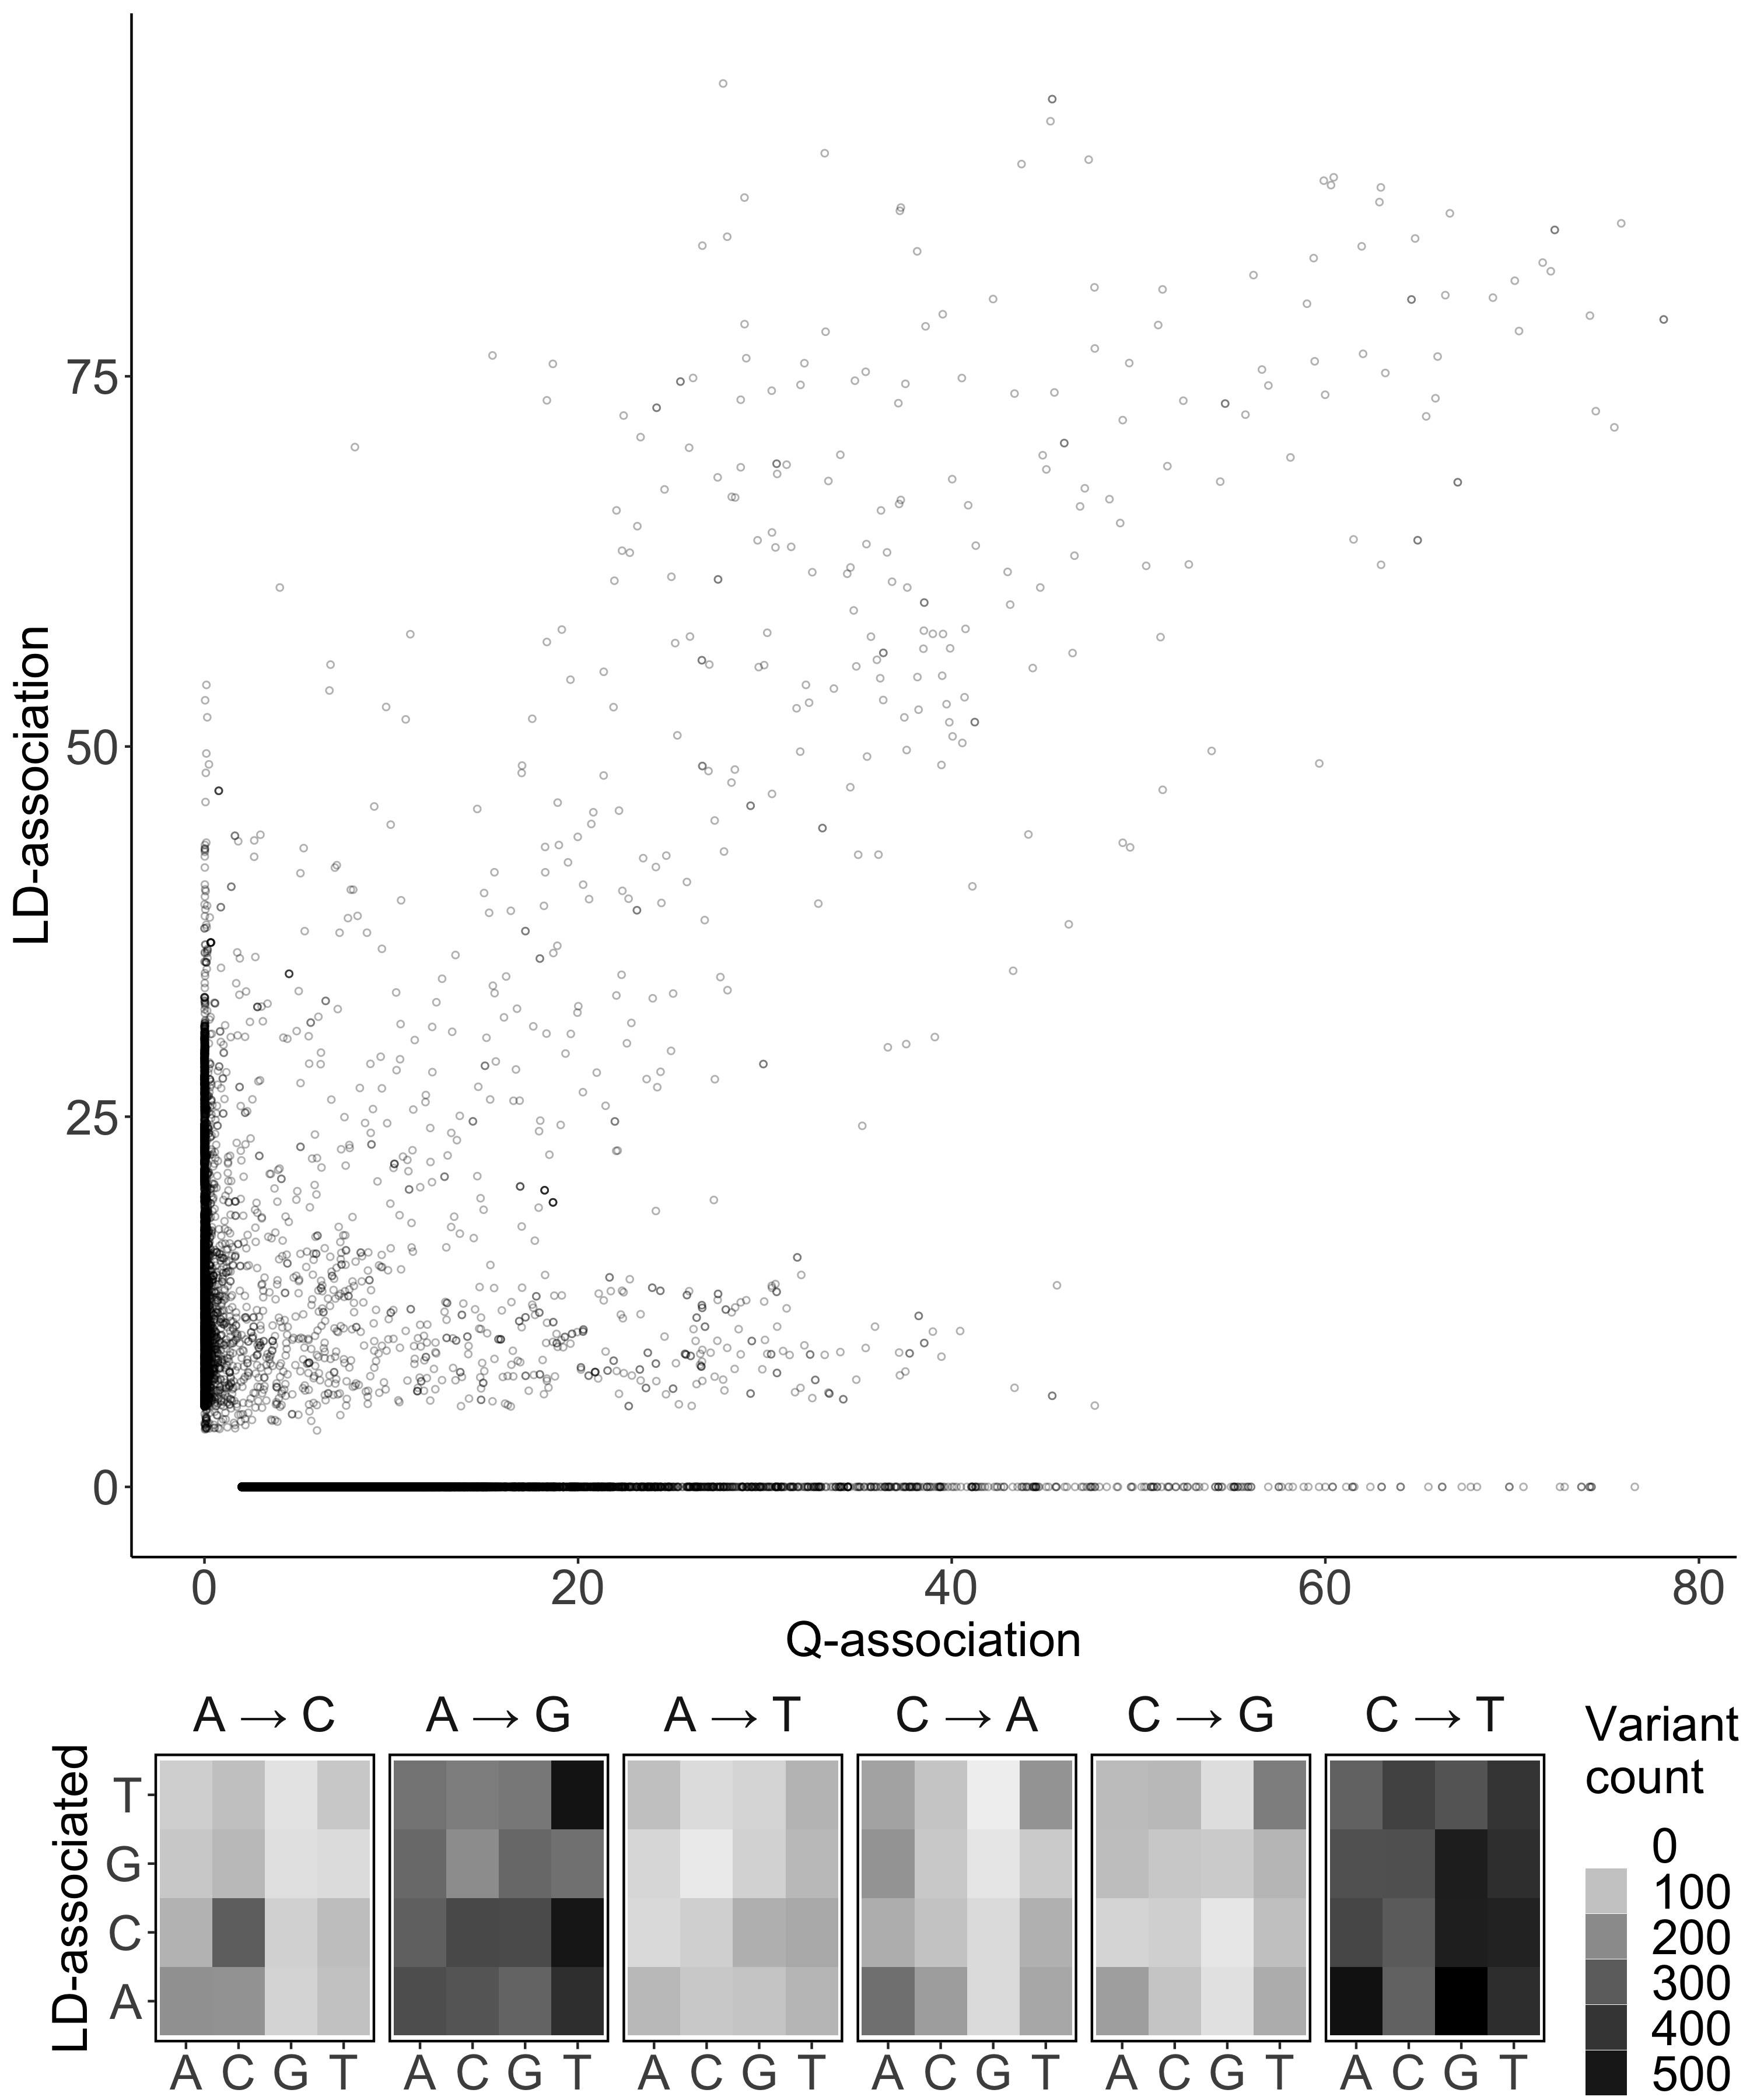 75
50
25
0
LD-association
0 20 40 60 80
Q-association
A → C A → G A → T C → A C → G C → T
LD-associated
T
G
C
A
A C G T A C G T A C G T A C G T A C G T A C G T
Variant
count
0
100
200
300
400
500